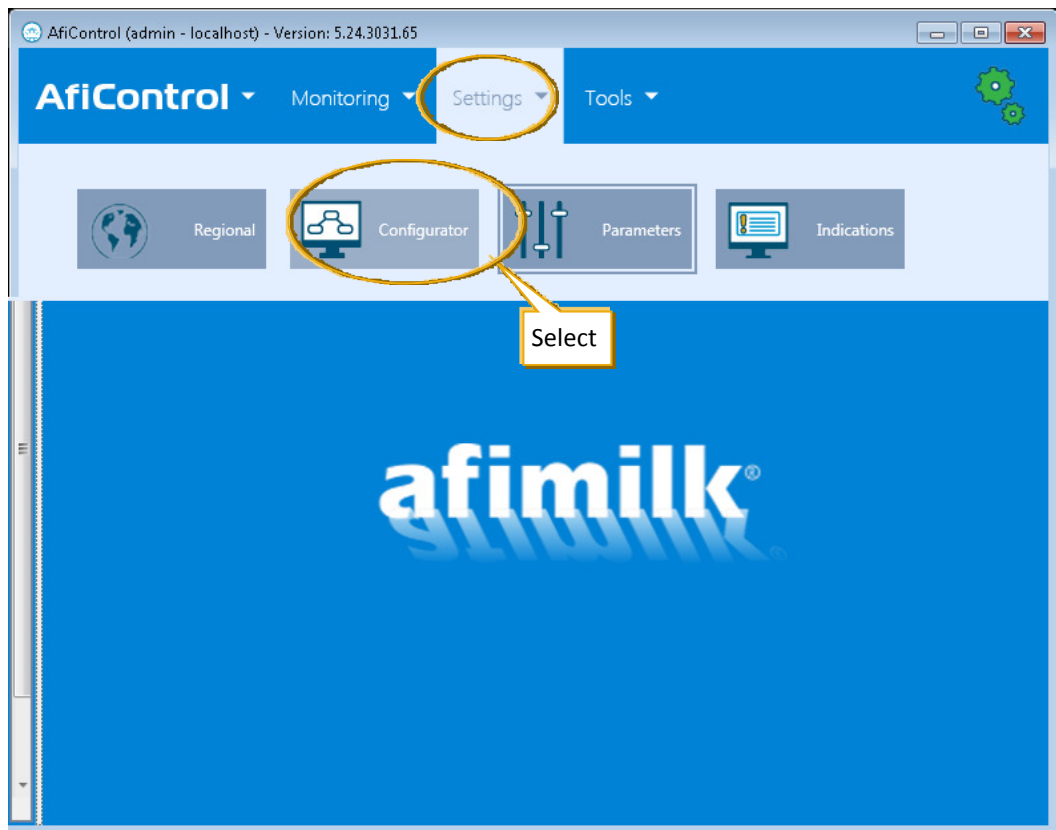 AfiControl (admin - localhost) - Version: 5.24.3031.65
AfiControl Monitoring Settings Tools
Regional Configurator Parameters Indications
Select
afimilk®